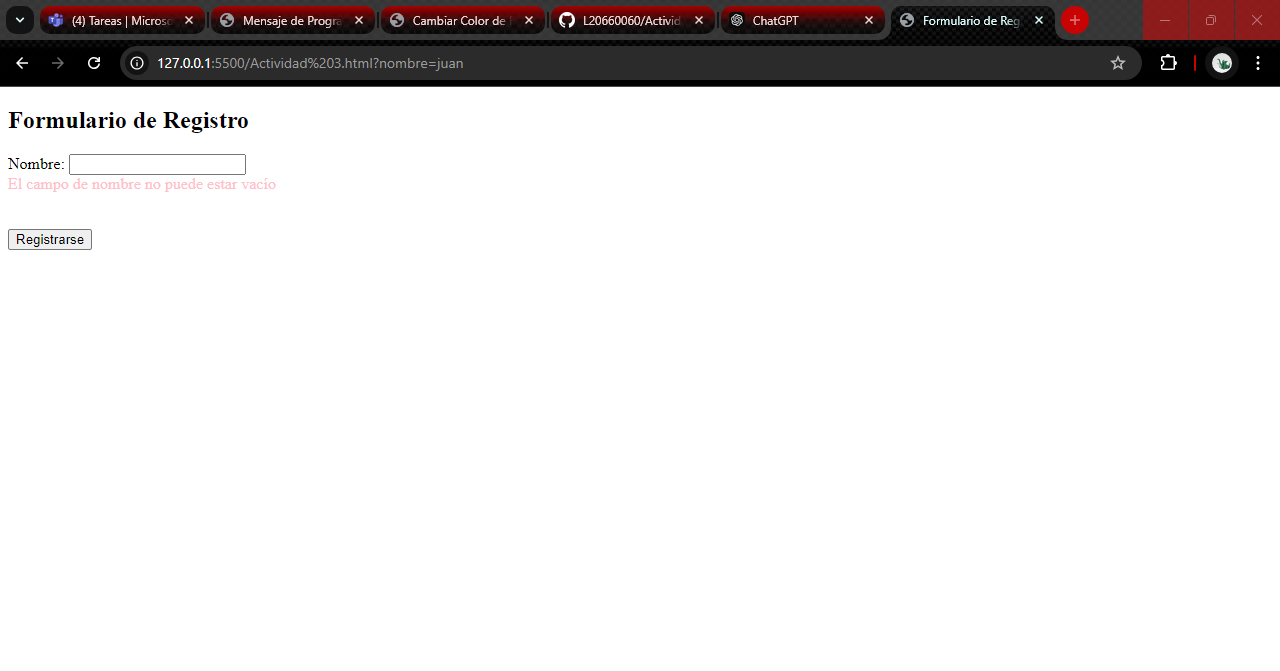 (4) Tareas | Microso
Mensaje de Progra
Cambiar Color de
L20660060/Activid
ChatGPT
Formulario de Reg
127.0.0.1:5500/Actividad%203.html?nombre=juan
Formulario de Registro
Nombre:
El campo de nombre no puede estar vacío
Registrarse